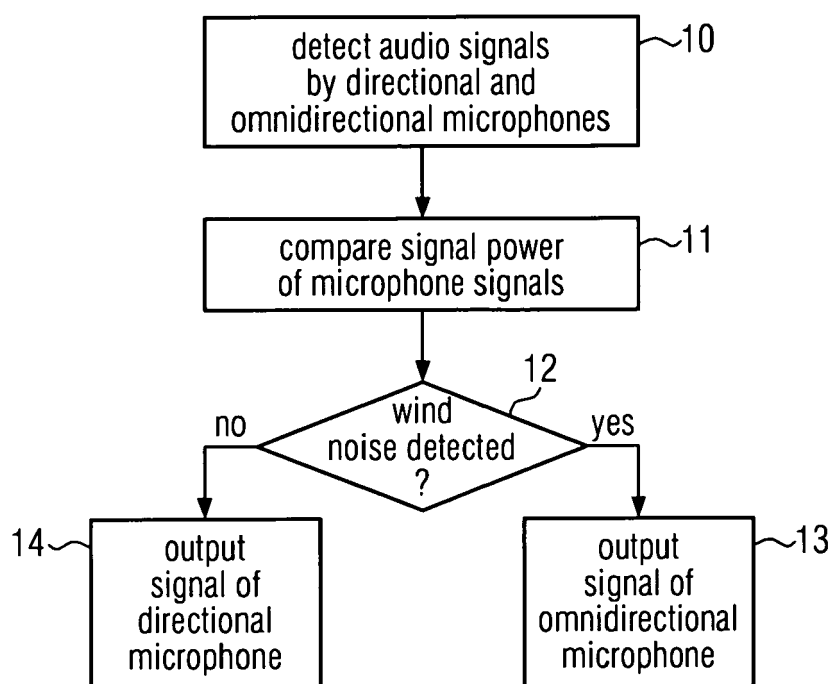 detect audio signals
by directional and
omnidirectional microphones
10
compare signal power
of microphone signals
11
12
wind
noise detected
?
no
yes
14
output
signal of
directional
microphone
output
signal of
omnidirectional
microphone
13